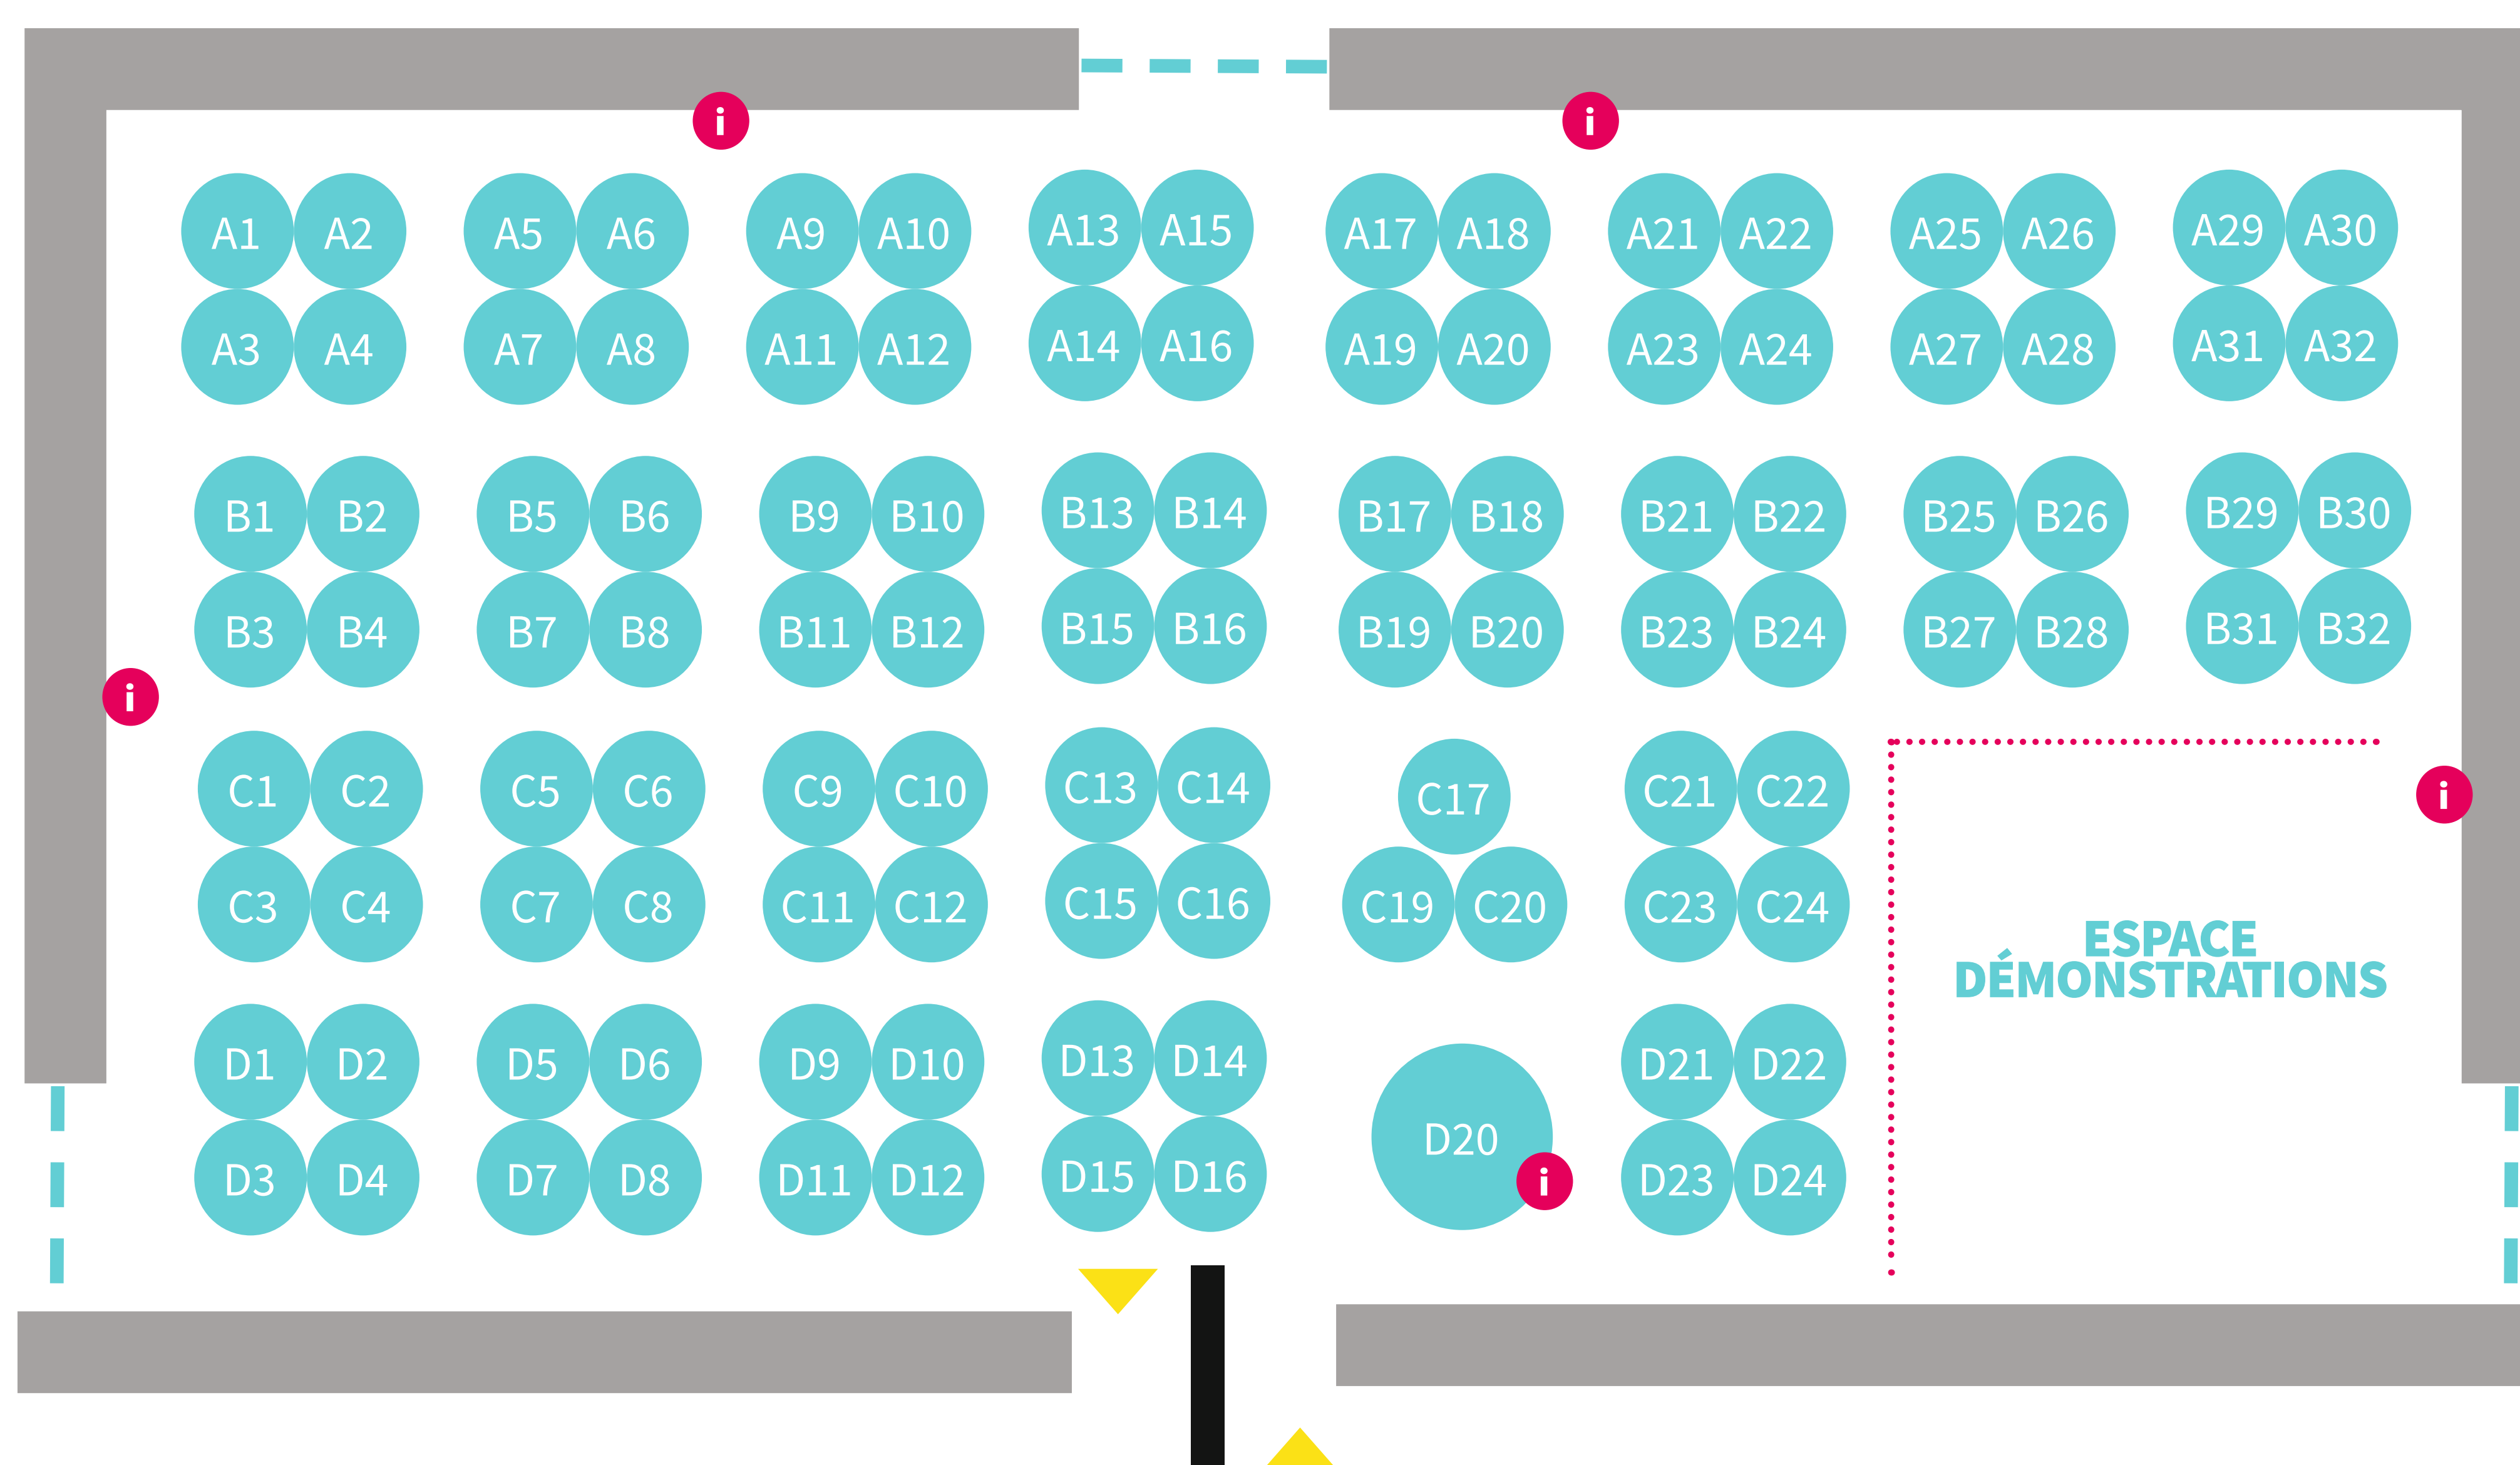 i i
A1 A2 A5 A6 A9 A10 A13 A15 A17 A18 A21 A22 A25 A26 A29 A30
A3 A4 A7 A8 A11 A12 A14 A16 A19 A20 A23 A24 A27 A28 A31 A32
B1 B2 B5 B6 B9 B10 B13 B14 B17 B18 B21 B22 B25 B26 B29 B30
B3 B4 B7 B8 B11 B12 B15 B16 B19 B20 B23 B24 B27 B28 B31 B32
i
C1 C2 C5 C6 C9 C10 C13 C14 C17 C21 C22 i
C3 C4 C7 C8 C11 C12 C15 C16 C19 C20 C23 C24
ESPACE
DÉMONSTRATIONS
D1 D2 D5 D6 D9 D10 D13 D14 D21 D22
D20
D3 D4 D7 D8 D11 D12 D15 D16 i D23 D24